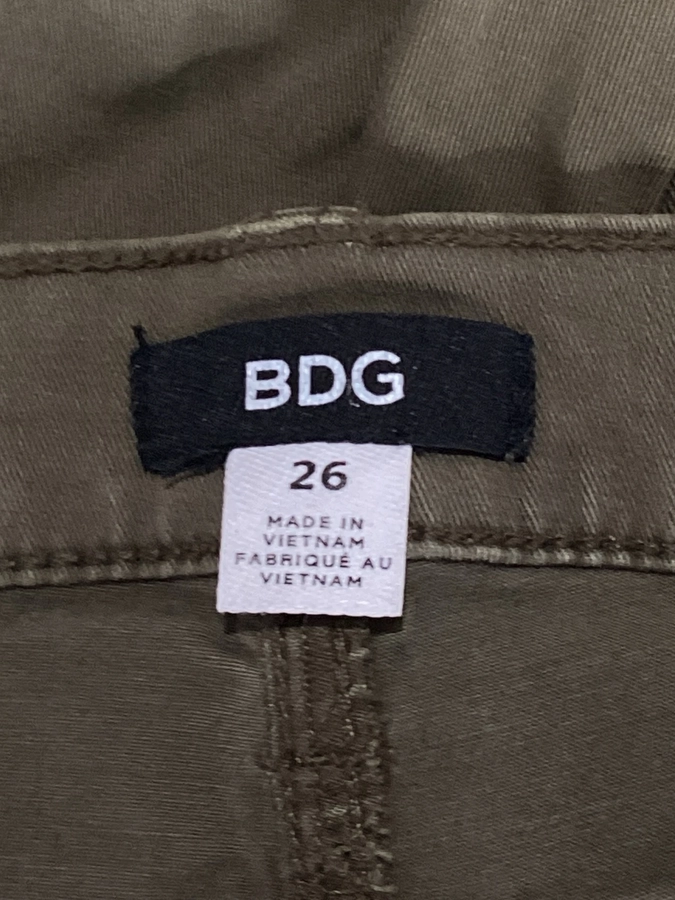 BDG
26
MADE IN
VIETNAM
FABRIQUÉ AU
VIETNAM